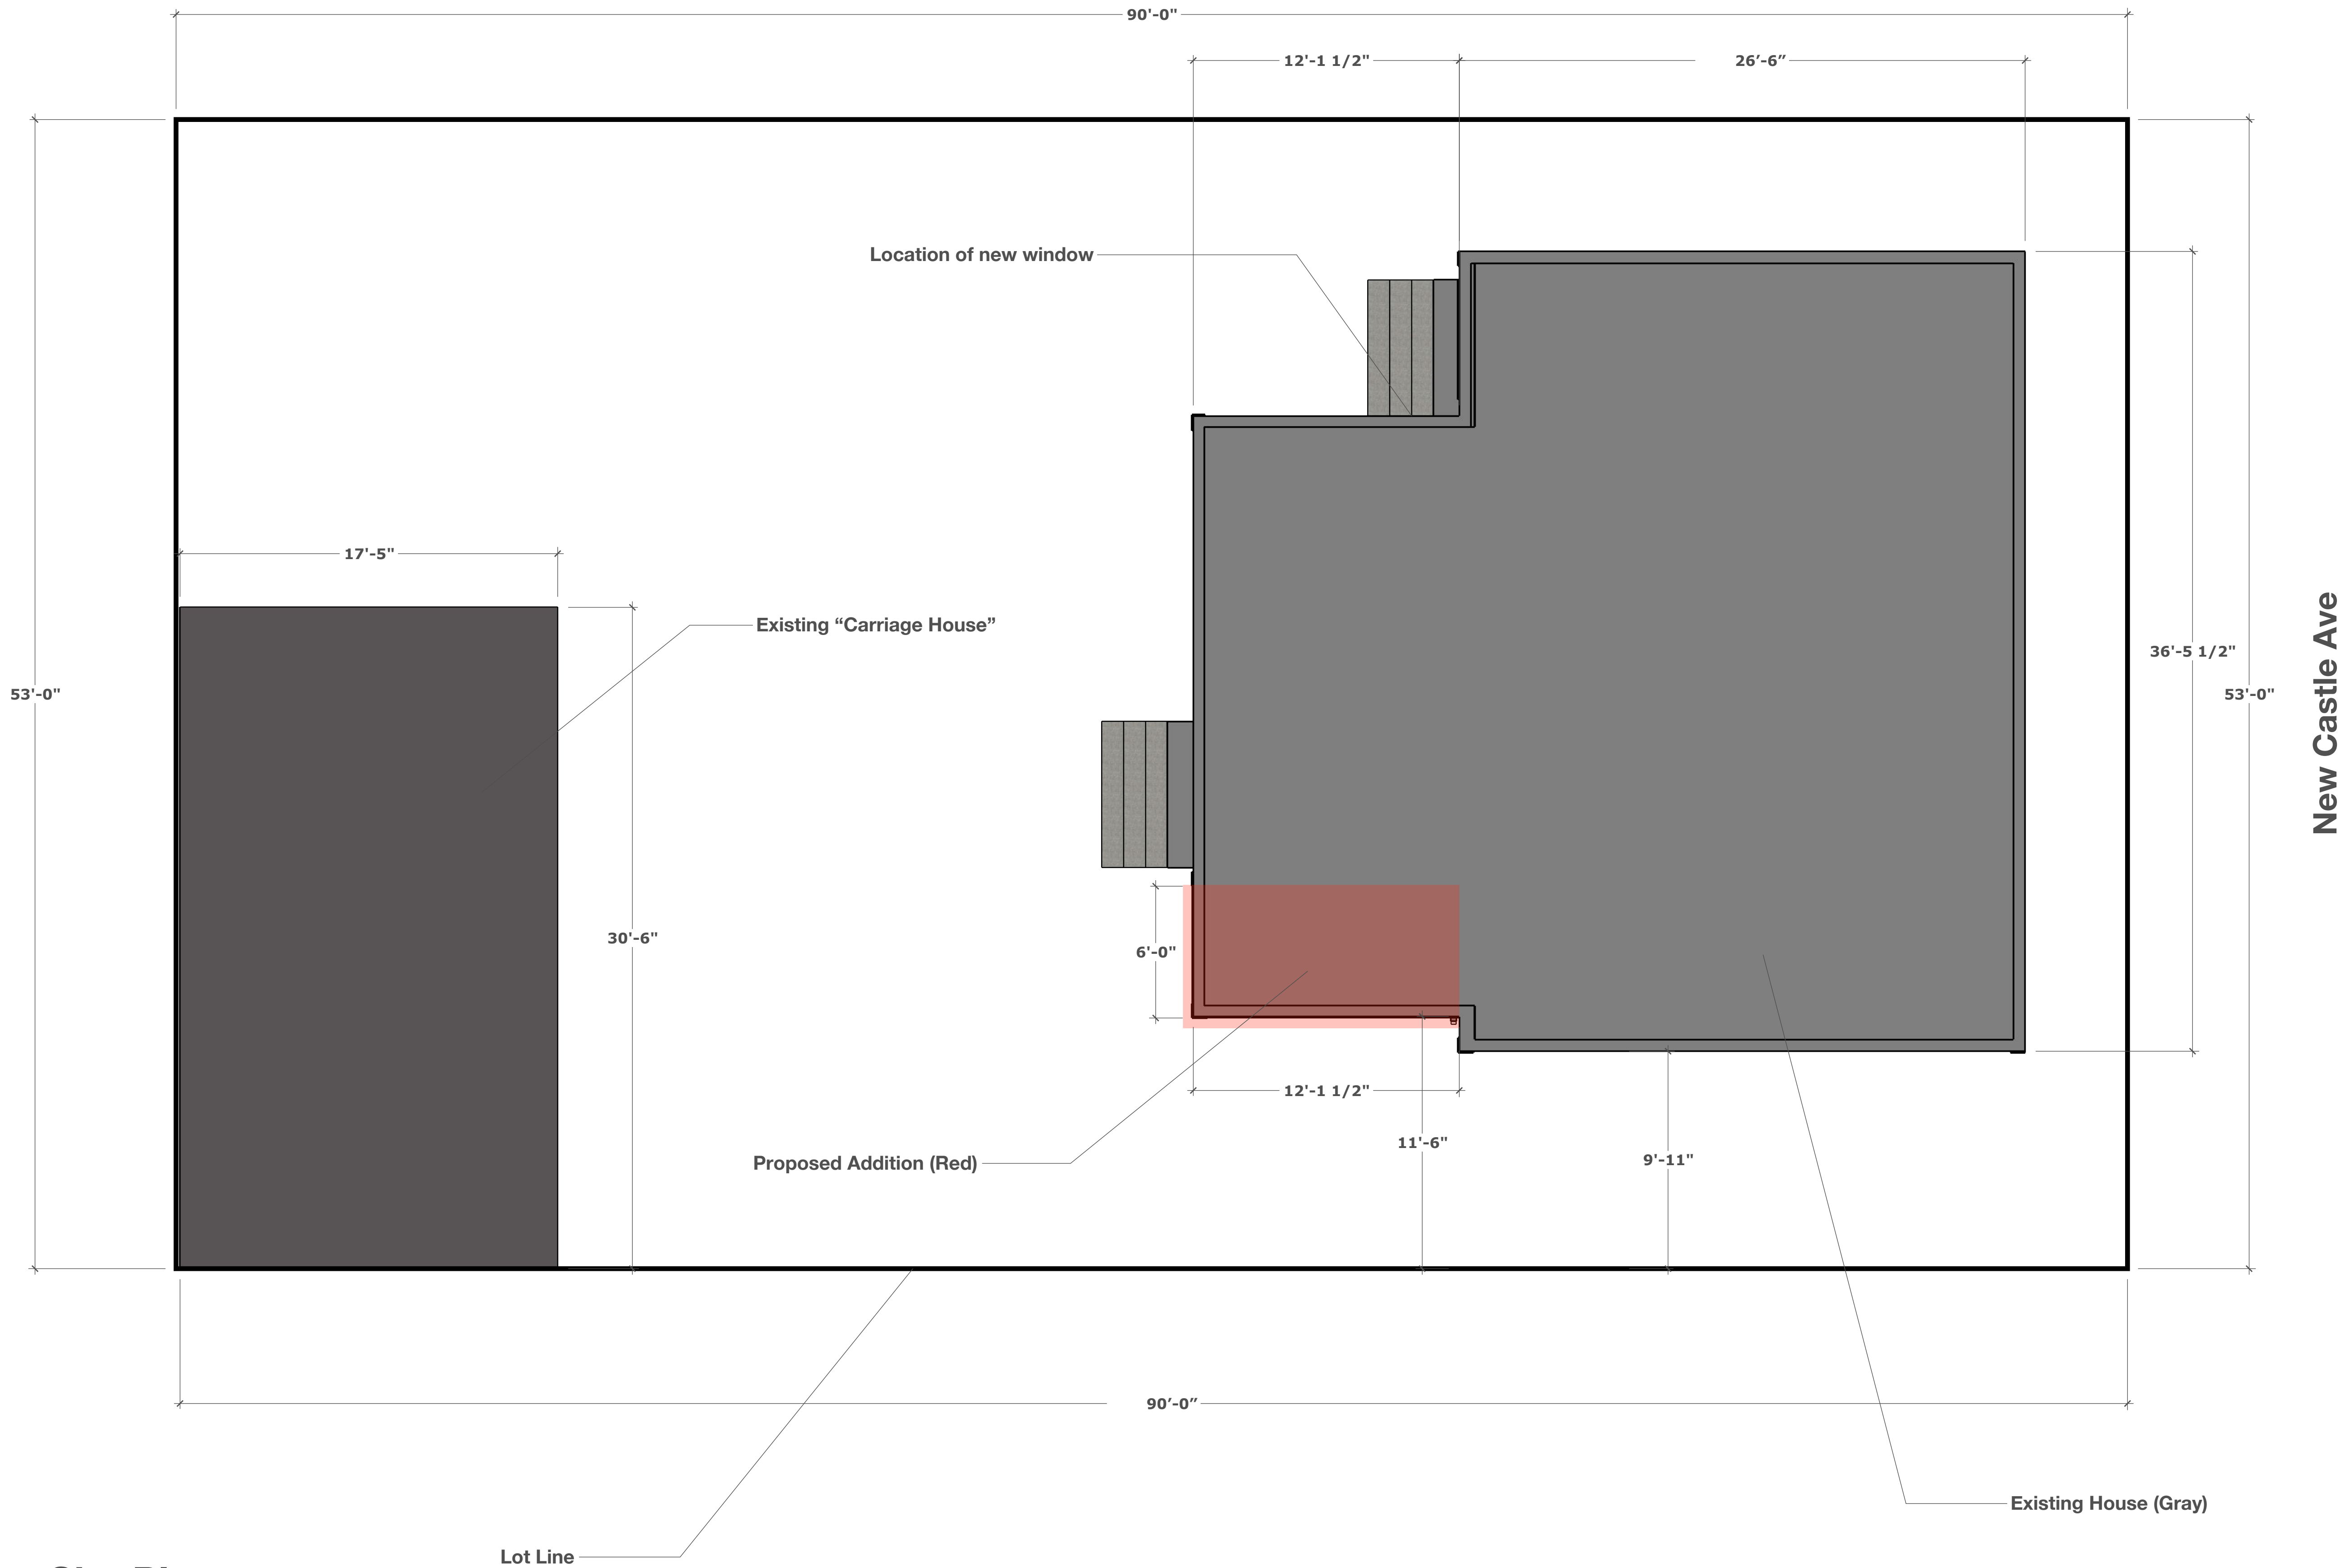 90'-0"
12'-1 1/2"
26’-6”
Location of new window
17'-5"
Existing “Carriage House”
New Castle Ave
36'-5 1/2"
53'-0"
53'-0"
30'-6"
6'-0"
12'-1 1/2"
11'-6"
9'-11"
Proposed Addition (Red)
90’-0”
Existing House (Gray)
Lot Line